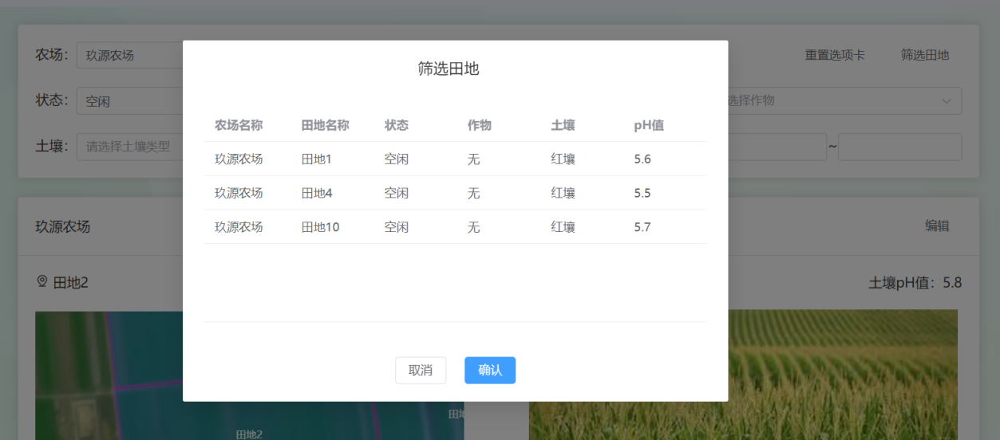 农场： 玖源农场 重置选项卡 筛选田地
筛选田地
状态： 空闲 选择作物
土壤： 请选择土壤类型 ~
农场名称 田地名称 状态 作物 土壤 pH值
玖源农场 田地1 空闲 无 红壤 5.6
玖源农场 田地4 空闲 无 红壤 5.5
玖源农场 田地10 空闲 无 红壤 5.7
取消 确认
玖源农场 编辑
田地2 土壤pH值：5.8
田地2